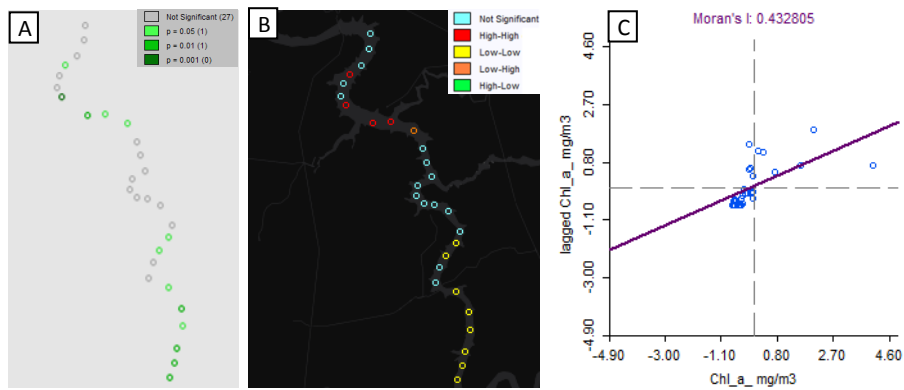 A
Not Significant (27)
p = 0.05 (1)
p = 0.01 (1)
p = 0.001 (0)
B
Not Significant
High-High
Low-Low
Low-High
High-Low
C
Moran's I: 0.432805
lagged Chl_a_ mg/m3
4.60
2.70
0.80
-1.10
-3.00
-4.90
-4.90 -3.00 -1.10 0.80 2.70 4.60
Chl_a_ mg/m3